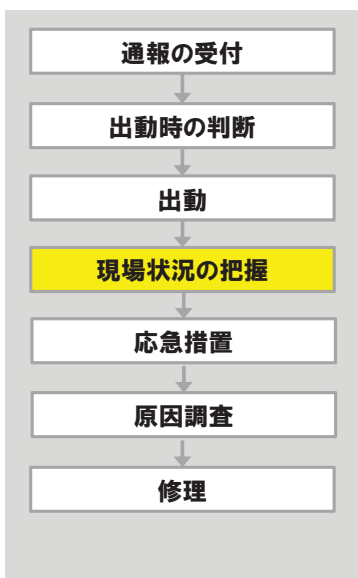 通報の受付
出動時の判断
出動
現場状況の把握
応急措置
原因調査
修理